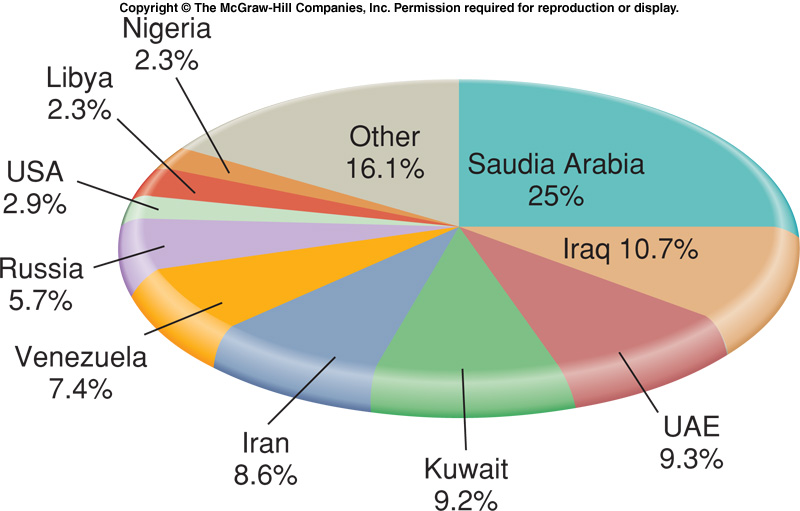 Copyright © The McGraw-Hill Companies, Inc. Permission required for reproduction or display.
Nigeria
2.3%
Libya
2.3%
Other
16.1%
Saudia Arabia
25%
USA
2.9%
Iraq 10.7%
Russia
5.7%
Venezuela
7.4%
UAE
9.3%
Iran
8.6%
Kuwait
9.2%